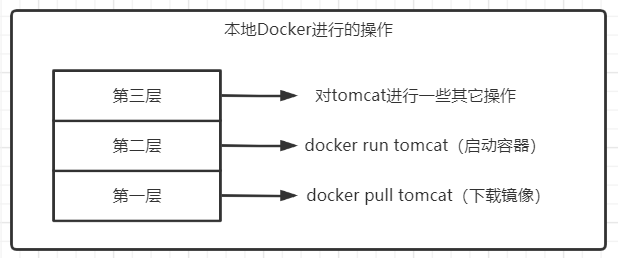 本地Docker进行的操作
第三层 对tomcat进行一些其它操作
第二层 docker run tomcat（启动容器）
第一层 docker pull tomcat（下载镜像）